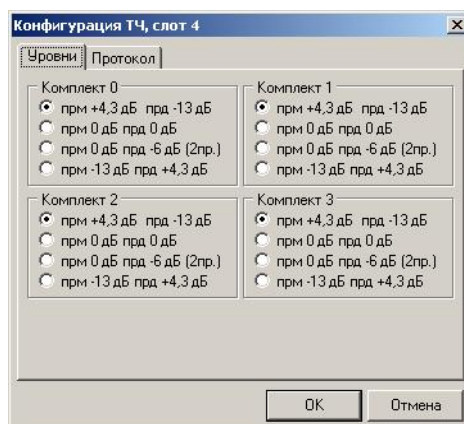 Конфигурация ТЧ, слот 4
Уровни Протокол
Комплект 0
прм +4,3 дБ прд -13 дБ
прм 0 дБ прд 0 дБ
прм 0 дБ прд -6 дБ (2пр.)
прм -13 дБ прд +4,3 дБ
Комплект 1
прм +4,3 дБ прд -13 дБ
прм 0 дБ прд 0 дБ
прм 0 дБ прд -6 дБ (2пр.)
прм -13 дБ прд +4,3 дБ
Комплект 2
прм +4,3 дБ прд -13 дБ
прм 0 дБ прд 0 дБ
прм 0 дБ прд -6 дБ (2пр.)
прм -13 дБ прд +4,3 дБ
Комплект 3
прм +4,3 дБ прд -13 дБ
прм 0 дБ прд 0 дБ
прм 0 дБ прд -6 дБ (2пр.)
прм -13 дБ прд +4,3 дБ
OK Отмена